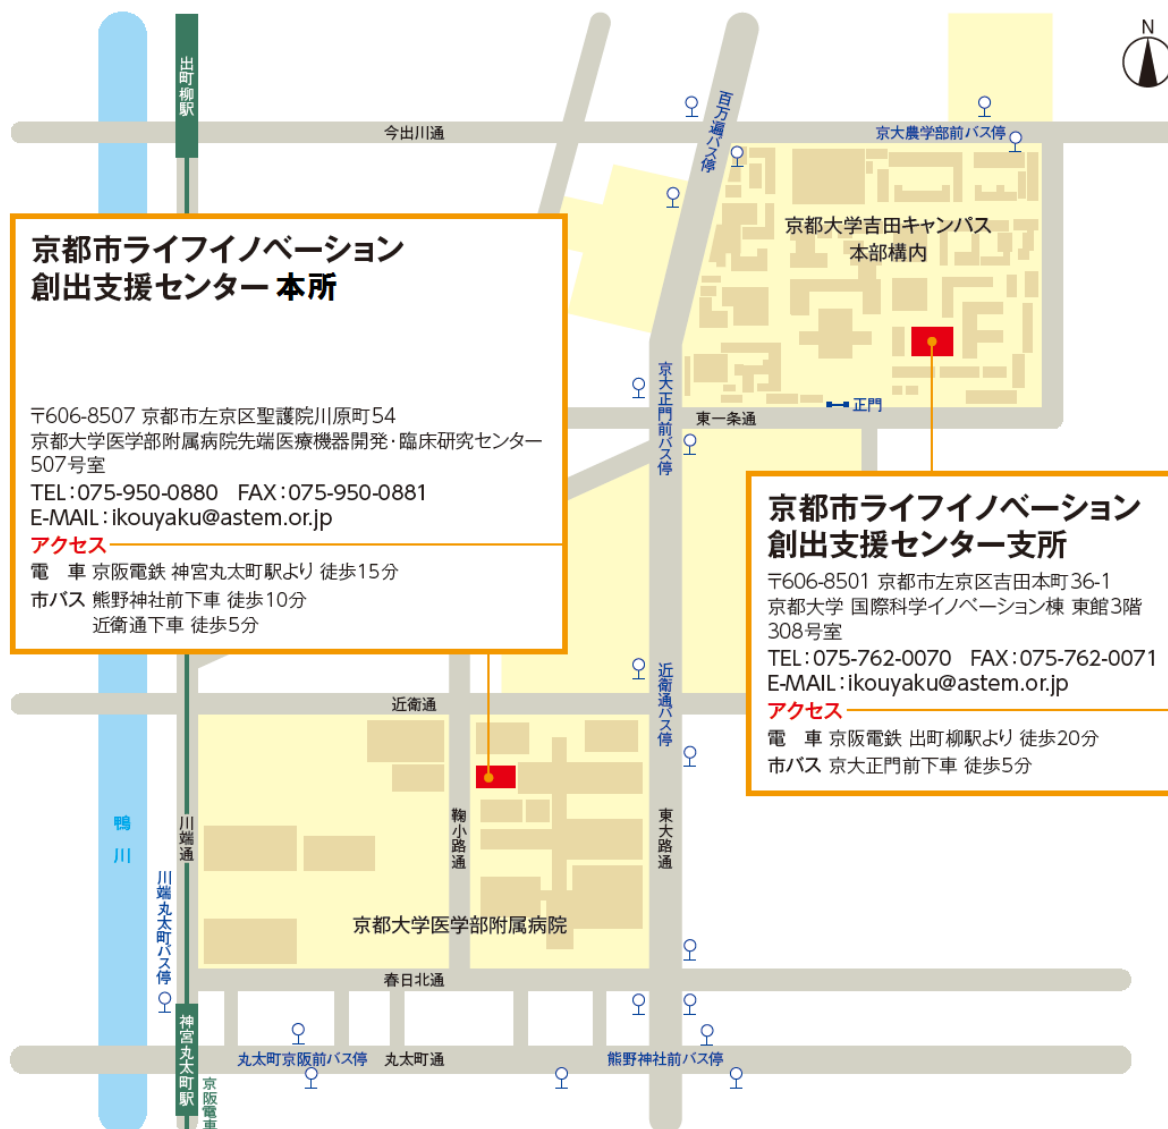 N
出町柳駅
今出川通
百万遍バス停
京大農学部前バス停
京都大学吉田キャンパス
本部構内
京都市ライフイノベーション
創出支援センター 本所
〒606-8507 京都市左京区聖護院川原町54
京都大学医学部附属病院先端医療機器開発・臨床研究センター
507号室
TEL:075-950-0880 FAX:075-950-0881
E-MAIL:ikouyaku@astem.or.jp
アクセス
電 車 京阪電鉄 神宮丸太町駅より 徒歩15分
市バス 熊野神社前下車 徒歩10分
近衛通下車 徒歩5分
京大正門前バス停
正門
東一条通
京都市ライフイノベーション
創出支援センター支所
〒606-8501 京都市左京区吉田本町36-1
京都大学 国際科学イノベーション棟 東館3階
308号室
TEL:075-762-0070 FAX:075-762-0071
E-MAIL:ikouyaku@astem.or.jp
アクセス
電 車 京阪電鉄 出町柳駅より 徒歩20分
市バス 京大正門前下車 徒歩5分
近衛通
近衛通バス停
鴨川
川端通
鞠小路通
東大路通
川端丸太町バス停
京都大学医学部附属病院
春日北通
神宮丸太町駅
丸太町京阪前バス停
丸太町通
熊野神社前バス停
京阪電車